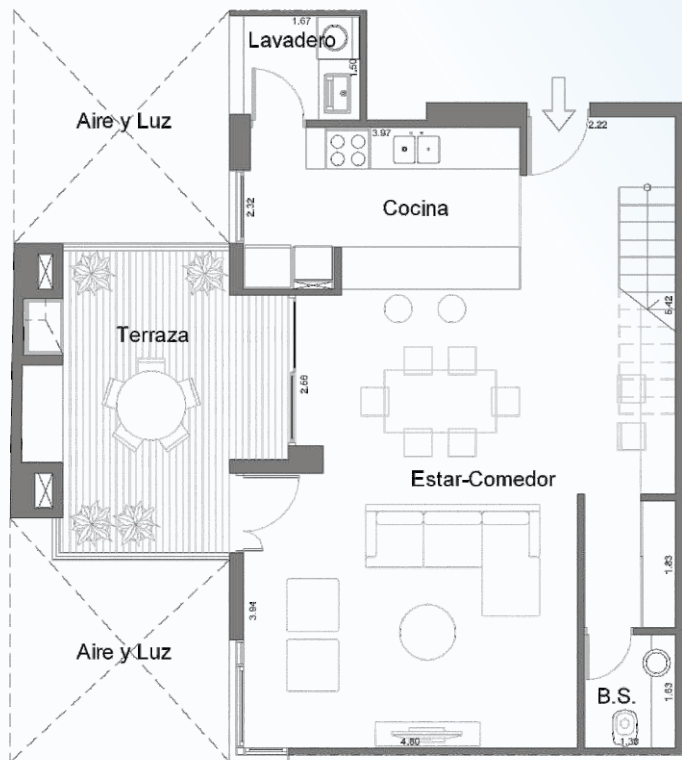 1.67
Lavadero
1.50
Aire y Luz
3.97
2.22
2.32
Cocina
Terraza
5.42
2.66
Estar-Comedor
1.83
3.94
Aire y Luz
B.S.
1.63
4.80
1.30